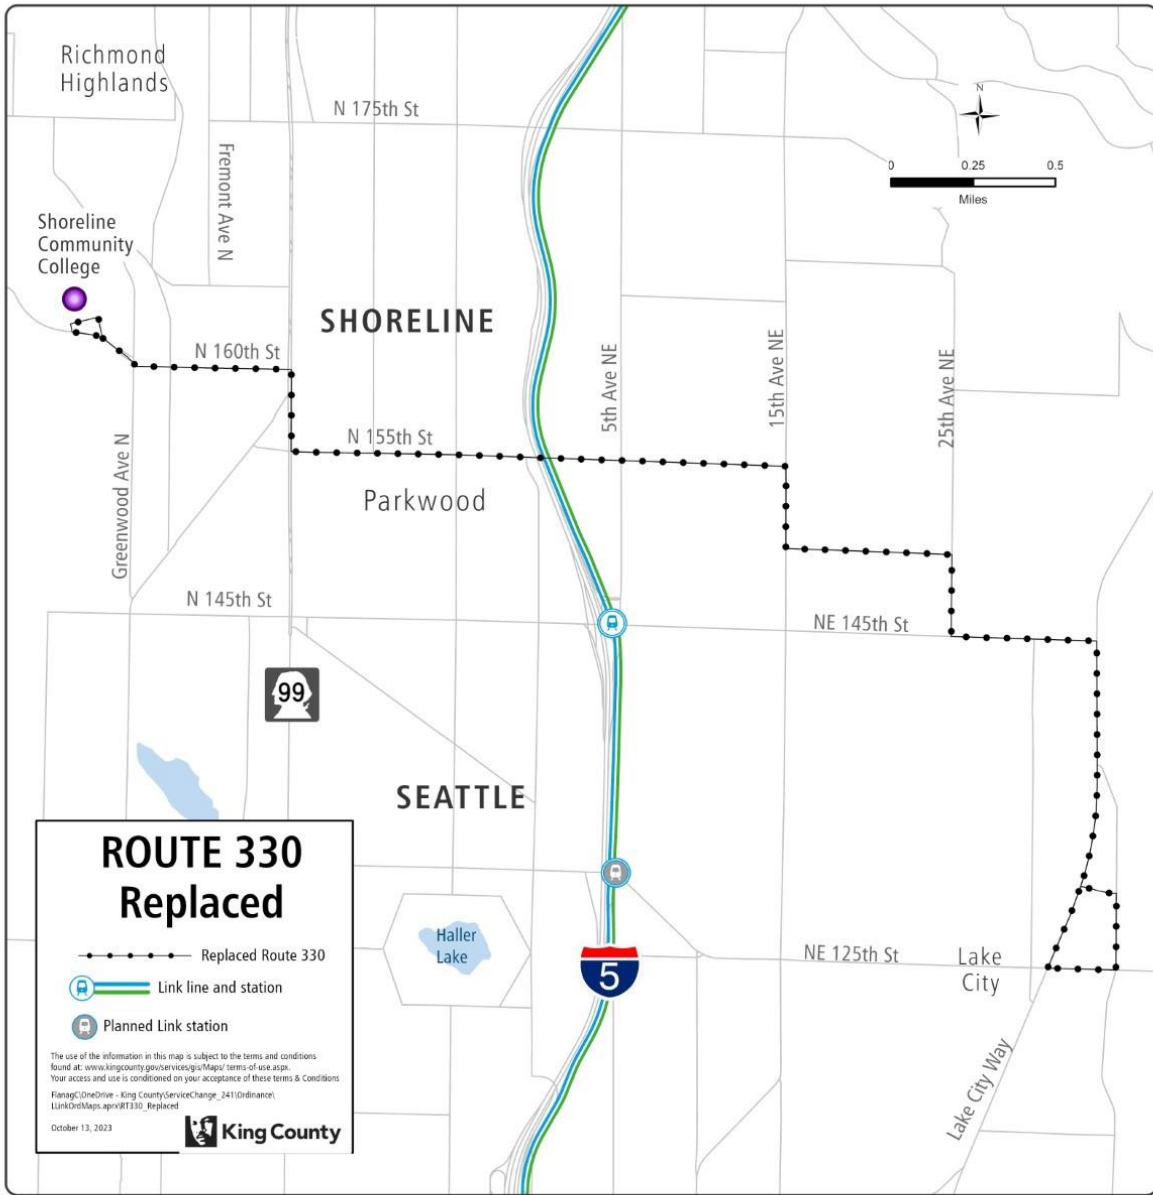 Richmond
Highlands
N 175th St
N
0 0.25 0.5
Miles
Fremont Ave N
Shoreline
Community
College
SHORELINE
N 160th St
5th Ave NE
15th Ave NE
25th Ave NE
N 155th St
Greenwood Ave N
Parkwood
N 145th St
NE 145th St
99
SEATTLE
Haller
Lake
5
NE 125th St
Lake
City
Lake City Way
ROUTE 330
Replaced
Replaced Route 330
Link line and station
Planned Link station
The use of the information in this map is subject to the terms and conditions
found at: www.kingcounty.gov/services/gis/Maps/ terms-of-use.aspx.
Your access and use is conditioned on your acceptance of these terms & Conditions
FlanagC\OneDrive - King County\ServiceChange_241\Ordinance\
LLinkOrdMaps.aprx\RT330_Replaced
October 13, 2023
King County